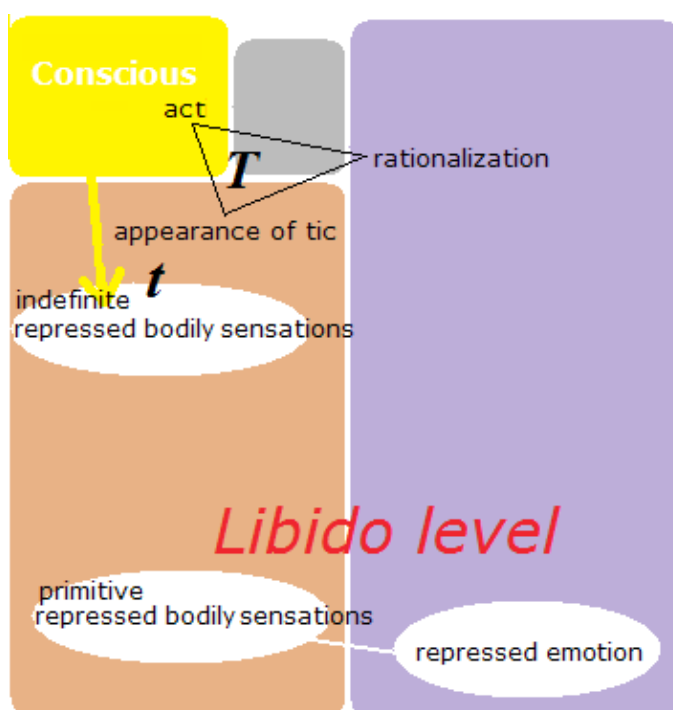 Conscious
act
T
rationalization
appearance of tic
t
indefinite
repressed bodily sensations
Libido level
primitive
repressed bodily sensations
repressed emotion